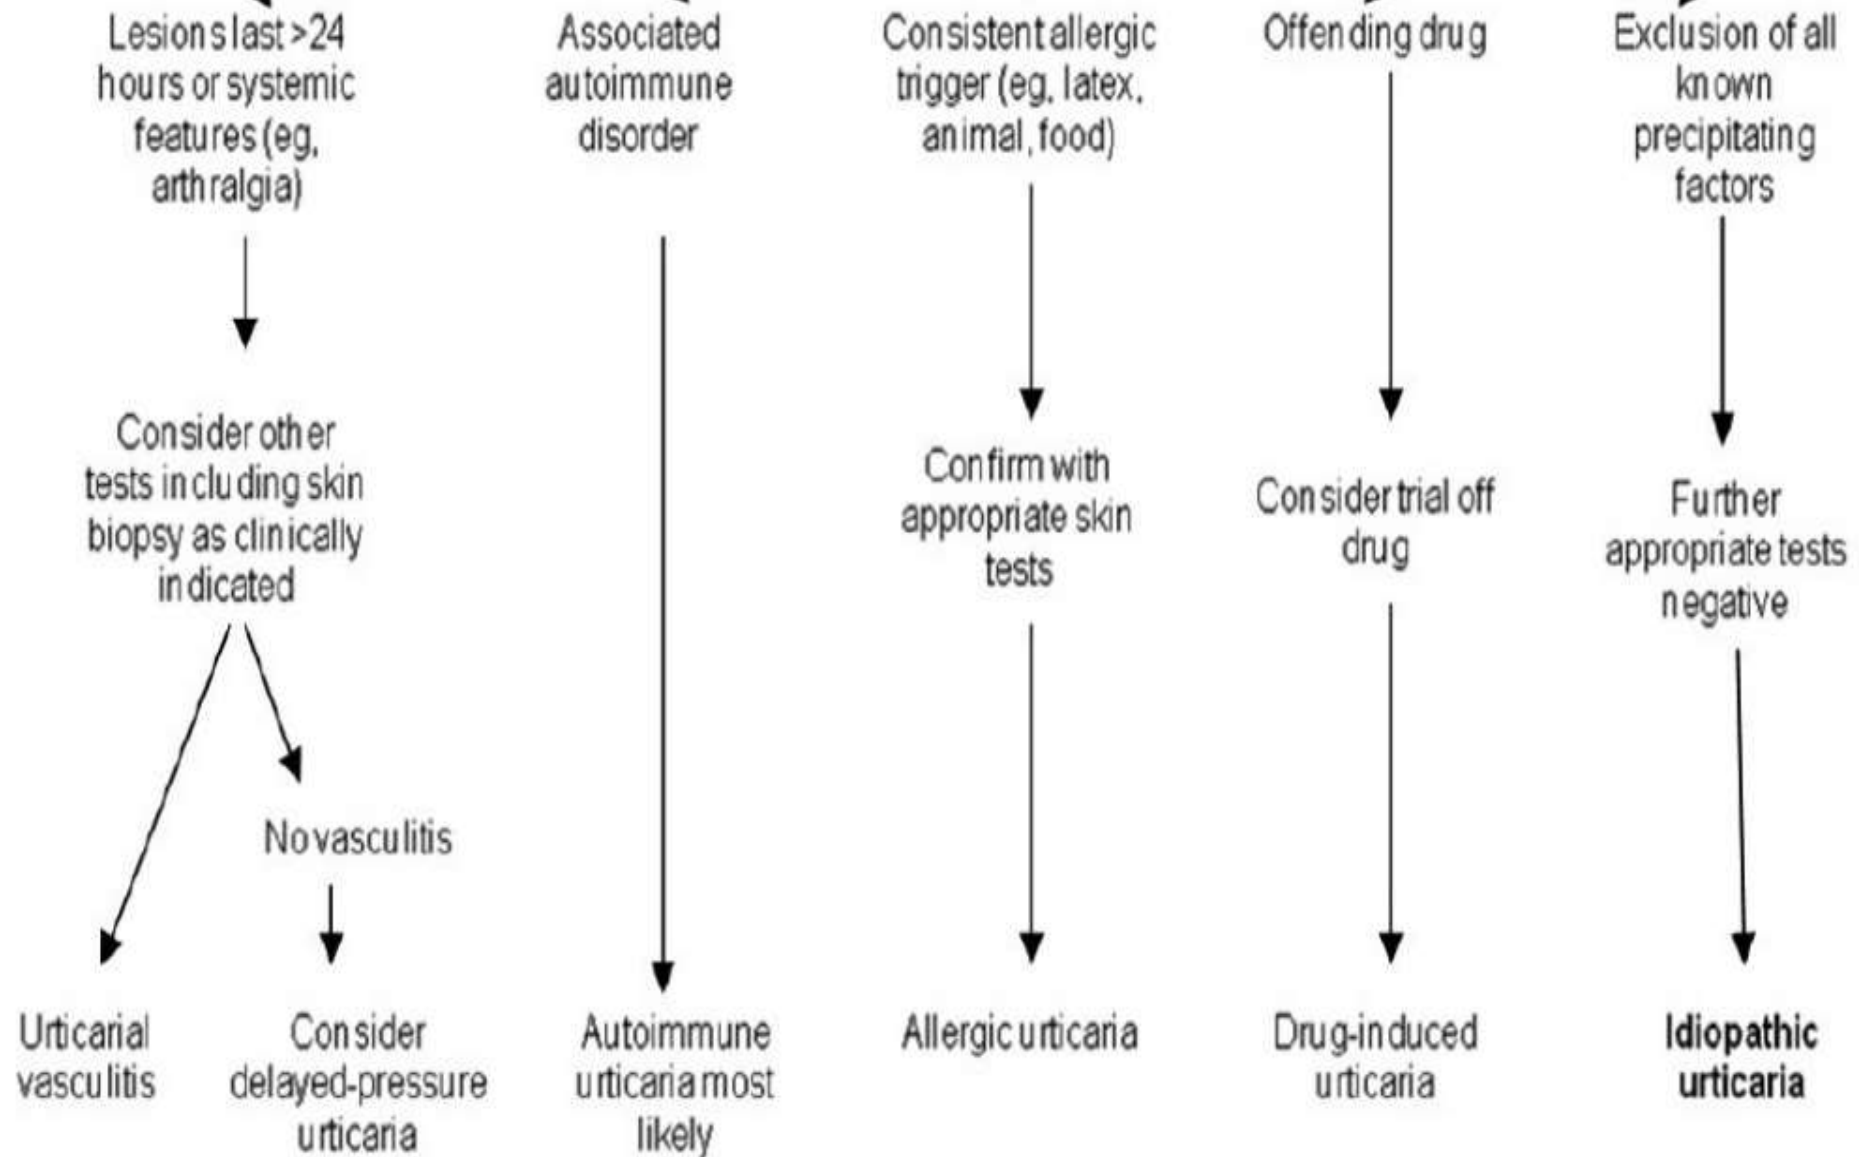 Lesions last >24
hours or systemic
features (eg,
arthralgia)
Associated
autoimmune
disorder
Consistent allergic
trigger (eg, latex,
animal, food)
Offending drug
Exclusion of all
known
precipitating
factors
Consider other
tests including skin
biopsy as clinically
indicated
Confirm with
appropriate skin
tests
Consider trial off
drug
Further
appropriate tests
negative
No vasculitis
Urticarial
vasculitis
Consider
delayed-pressure
urticaria
Autoimmune
urticaria most
likely
Allergic urticaria
Drug-induced
urticaria
Idiopathic
urticaria